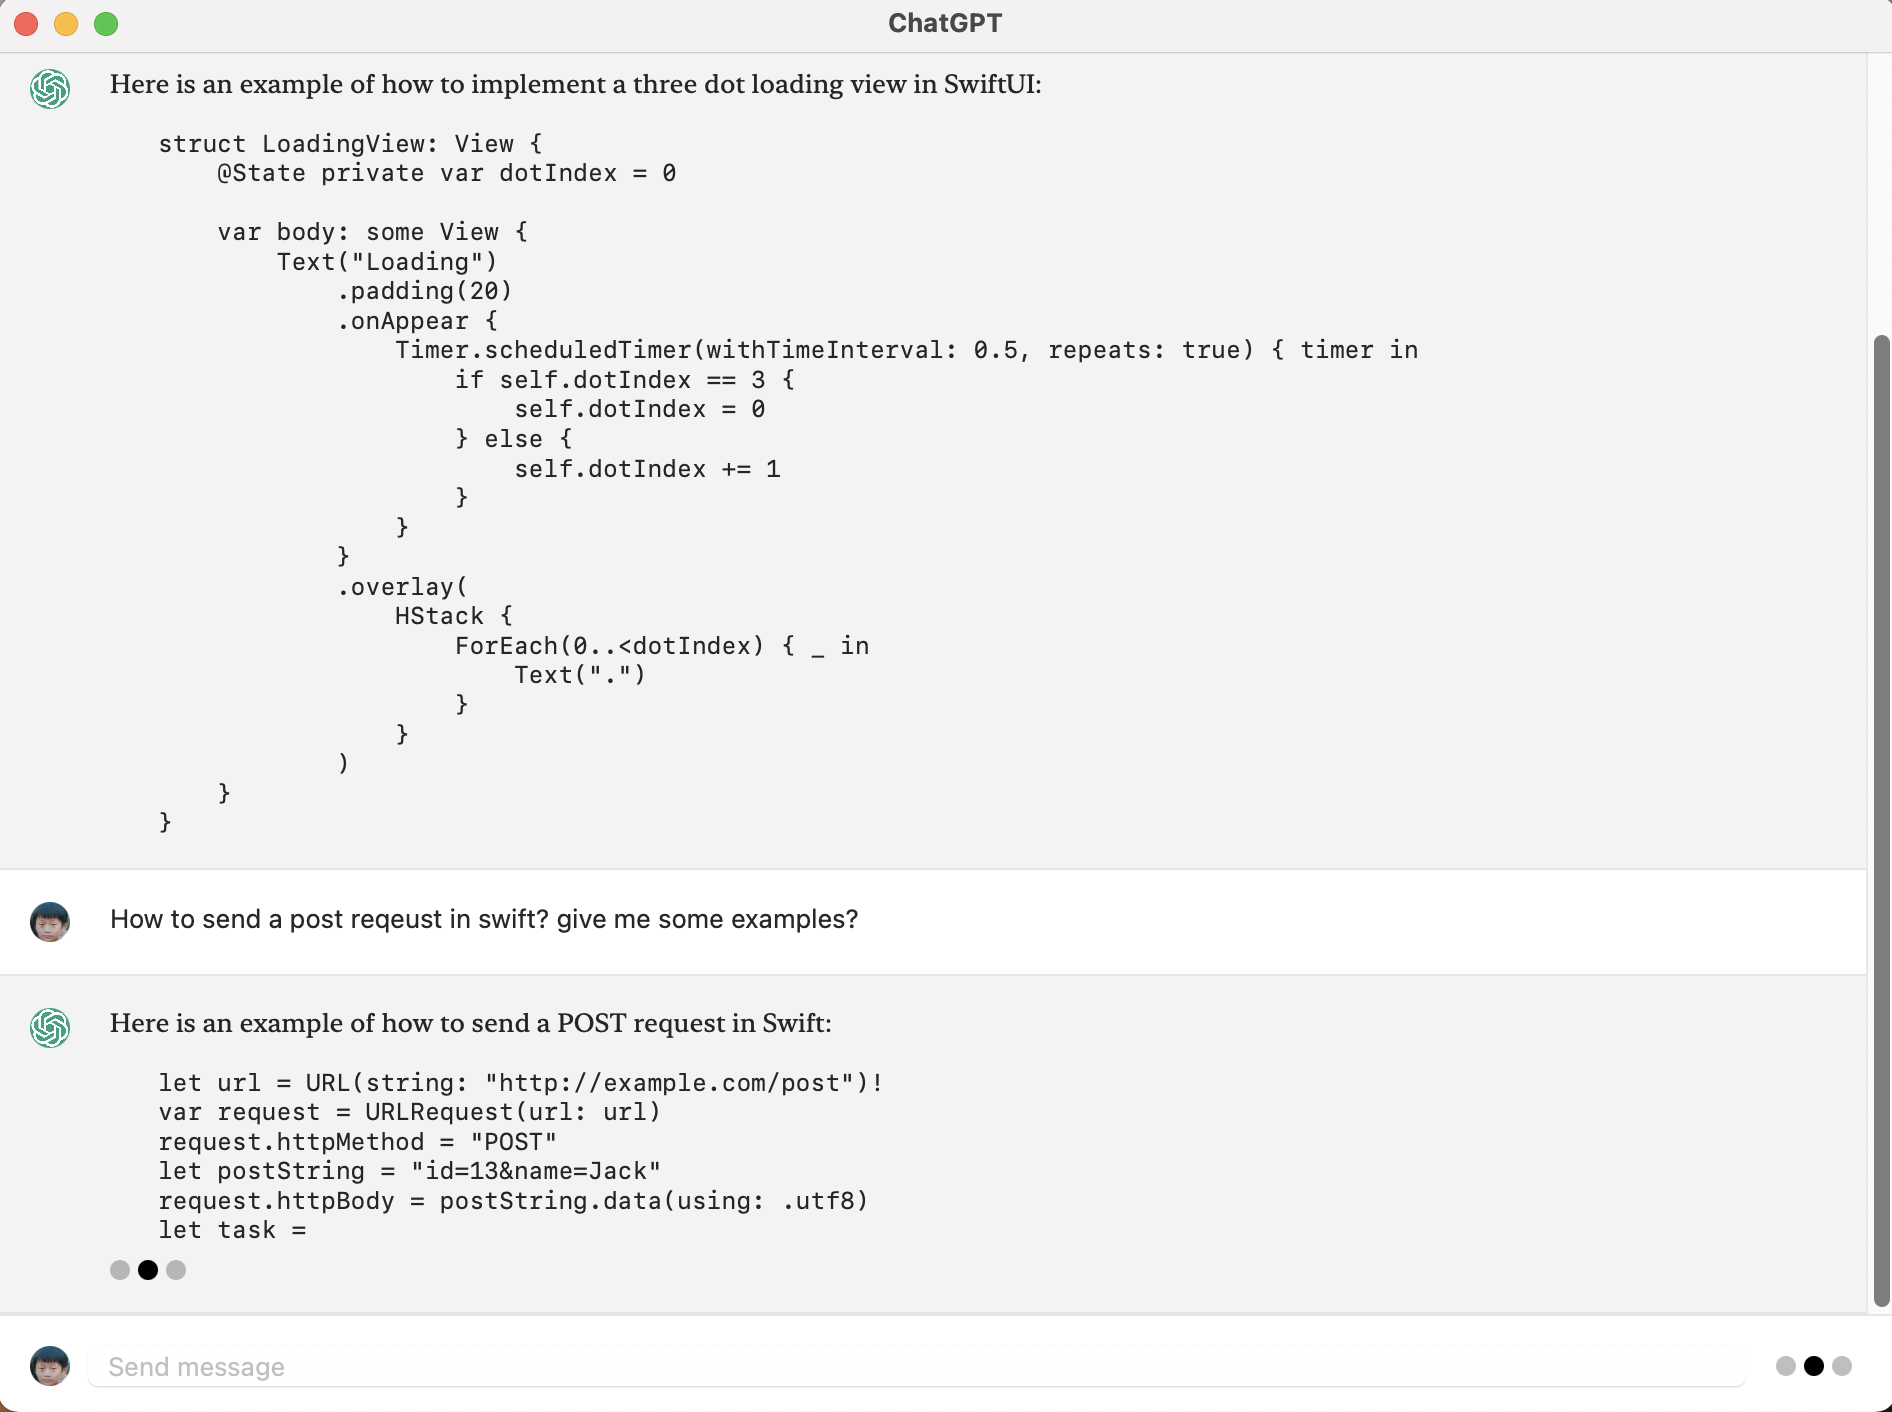 ChatGPT
Here is an example of how to implement a three dot loading view in SwiftUI:
struct LoadingView: View {
    @State private var dotIndex = 0

    var body: some View {
        Text("Loading")
            .padding(20)
            .onAppear {
                Timer.scheduledTimer(withTimeInterval: 0.5, repeats: true) { timer in
                    if self.dotIndex == 3 {
                        self.dotIndex = 0
                    } else {
                        self.dotIndex += 1
                    }
                }
            }
            .overlay(
                HStack {
                    ForEach(0..<dotIndex) { _ in
                        Text(".")
                    }
                }
            )
    }
}
How to send a post reqeust in swift? give me some examples?
Here is an example of how to send a POST request in Swift:
let url = URL(string: "http://example.com/post")!
var request = URLRequest(url: url)
request.httpMethod = "POST"
let postString = "id=13&name=Jack"
request.httpBody = postString.data(using: .utf8)
let task =
Send message